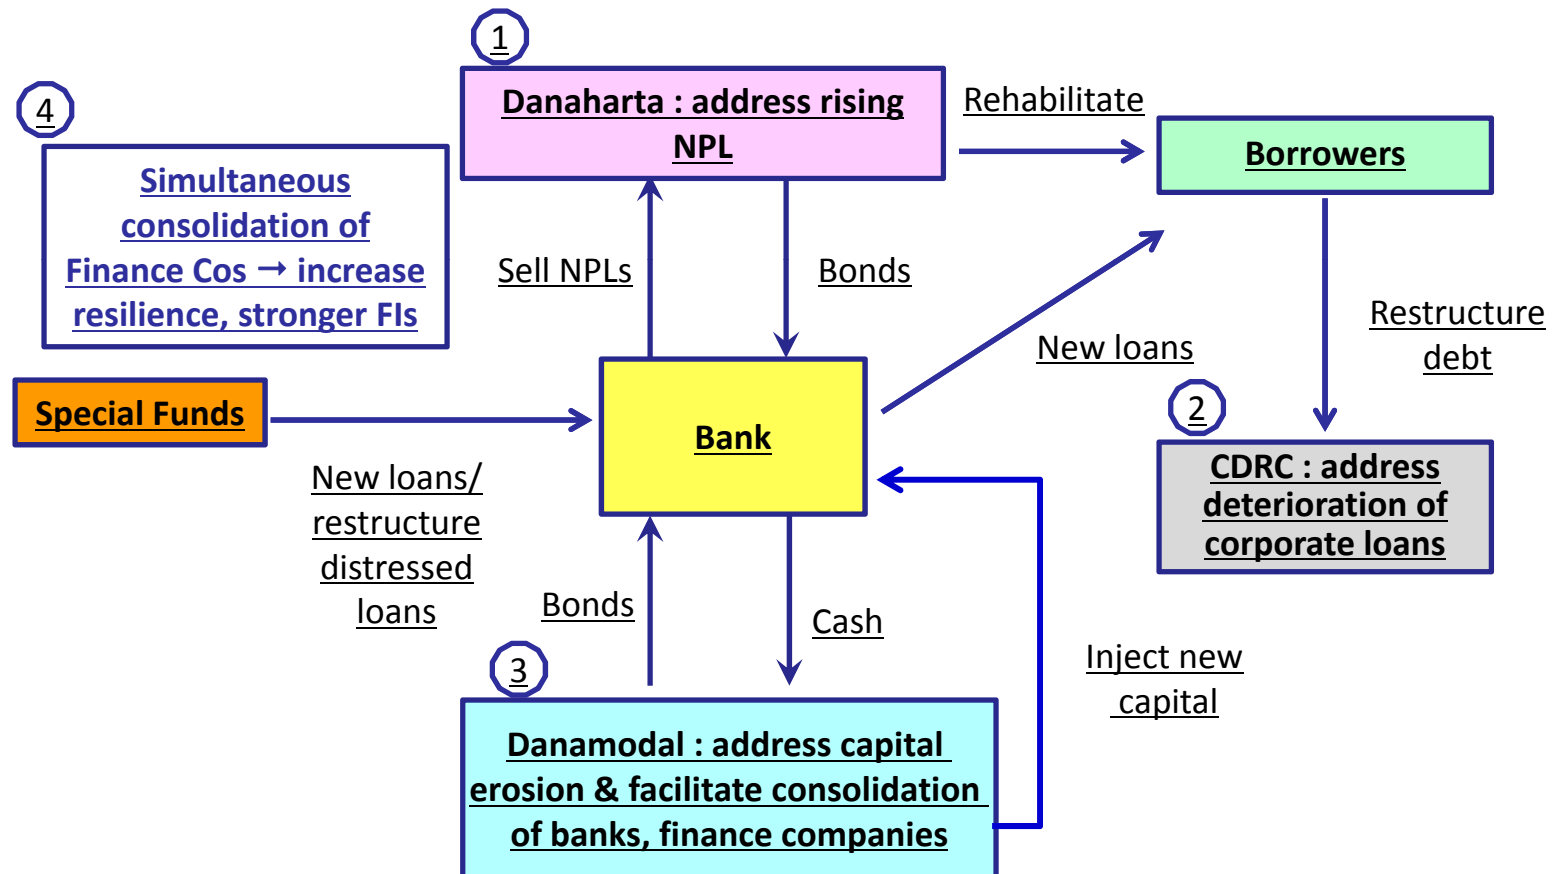 1
Danaharta : address rising
NPL
Rehabilitate
Borrowers
4
Simultaneous
consolidation of
Finance Cos → increase
resilience, stronger FIs
Sell NPLs
Bonds
New loans
Restructure
debt
Special Funds
Bank
2
CDRC : address
deterioration of
corporate loans
New loans/
restructure
distressed
loans
Bonds
Cash
Inject new
capital
3
Danamodal : address capital
erosion & facilitate consolidation
of banks, finance companies